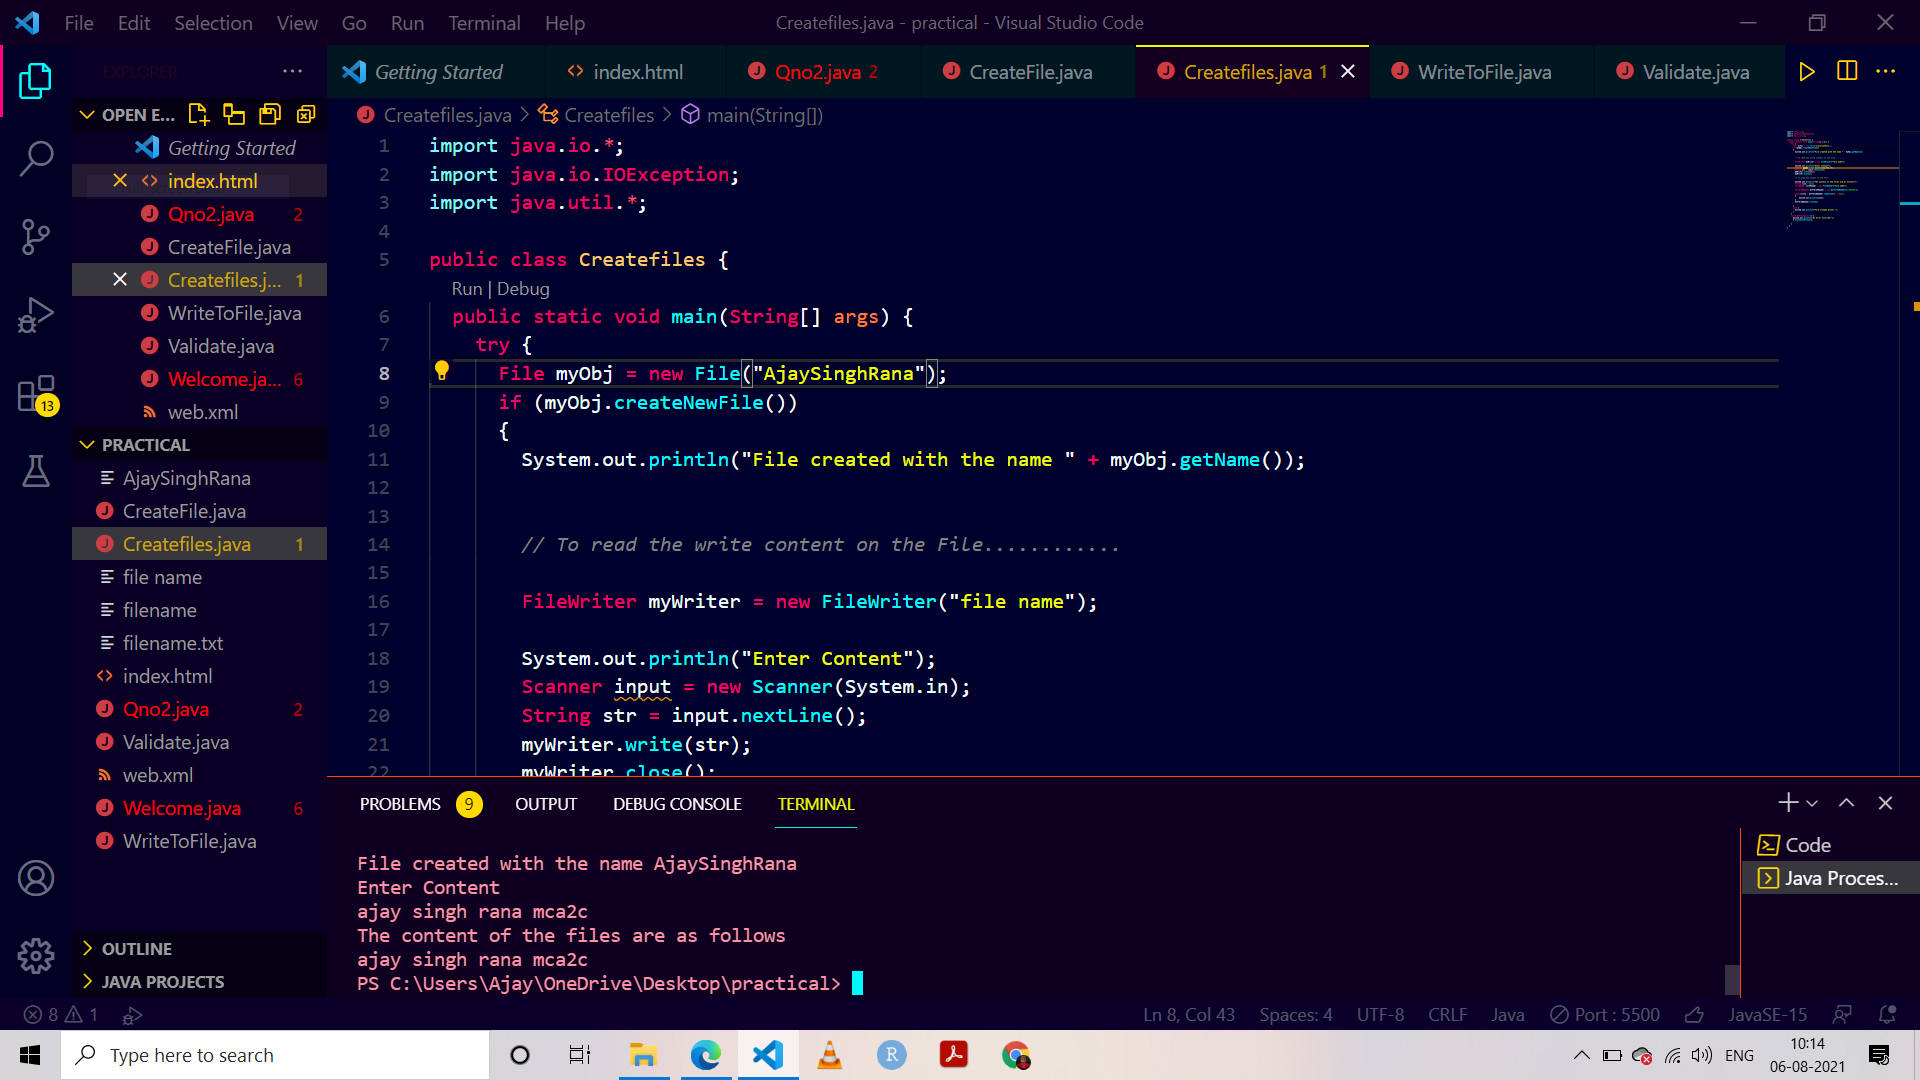 File Edit Selection View Go Run Terminal Help
Createfiles.java - practical - Visual Studio Code
EXPLORER
Getting Started
index.html
Qno2.java 2
CreateFile.java
Createfiles.java 1
WriteToFile.java
Validate.java
OPEN E...
Getting Started
index.html
Qno2.java 2
CreateFile.java
Createfiles.j... 1
WriteToFile.java
Validate.java
Welcome.ja... 6
web.xml
PRACTICAL
AjaySinghRana
CreateFile.java
Createfiles.java 1
file name
filename
filename.txt
index.html
Qno2.java 2
Validate.java
web.xml
Welcome.java 6
WriteToFile.java
OUTLINE
JAVA PROJECTS
13
Createfiles.java > Createfiles > main(String[])
1 import java.io.*;
2 import java.io.IOException;
3 import java.util.*;
4
5 public class Createfiles {
Run | Debug
6 public static void main(String[] args) {
7 try {
8 File myObj = new File("AjaySinghRana");
9 if (myObj.createNewFile())
10 {
11 System.out.println("File created with the name " + myObj.getName());
12
13
14 // To read the write content on the File............
15
16 FileWriter myWriter = new FileWriter("file name");
17
18 System.out.println("Enter Content");
19 Scanner input = new Scanner(System.in);
20 String str = input.nextLine();
21 myWriter.write(str);
22 myWriter.close();
PROBLEMS 9 OUTPUT DEBUG CONSOLE TERMINAL
File created with the name AjaySinghRana
Enter Content
ajay singh rana mca2c
The content of the files are as follows
ajay singh rana mca2c
PS C:\Users\Ajay\OneDrive\Desktop\practical>
Code
Java Proces...
8 1
Ln 8, Col 43 Spaces: 4 UTF-8 CRLF Java Port : 5500 JavaSE-15
Type here to search
R
ENG
10:14
06-08-2021